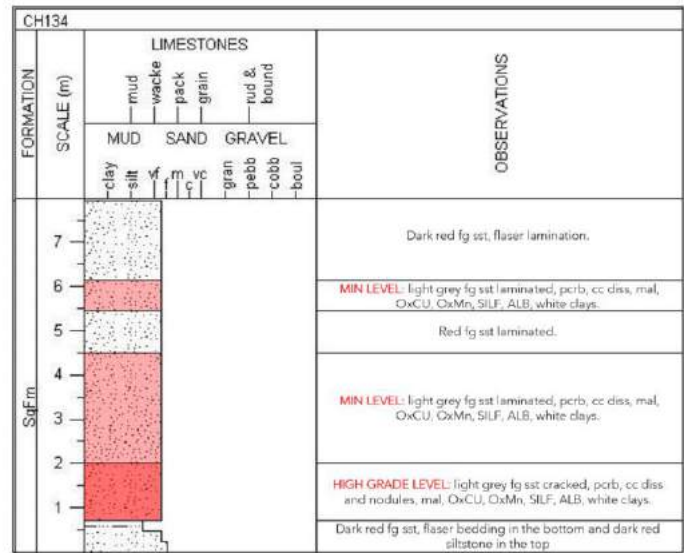 CH134
FORMATION
SCALE (m)
LIMESTONES
mud
wacke
pack
grain
rud &
bound
MUD SAND GRAVEL
clay
silt
vf
f
m
c
vc
gran
pebb
cobb
boul
OBSERVATIONS
SqFm
7
6
5
4
3
2
1
Dark red fg sst, flaser lamination.
MIN LEVEL: light grey fg sst laminated, pcrb, cc diss, mal,
OxCU, OxMn, SILF, ALB, white clays.
Red fg sst laminated.
MIN LEVEL: light grey fg sst laminated, pcrb, cc diss, mal,
OxCU, OxMn, SILF, ALB, white clays.
HIGH GRADE LEVEL: light grey fg sst cracked, pcrb, cc diss
and nodules, mal, OxCU, OxMn, SILF, ALB, white clays.
Dark red fg sst, flaser bedding in the bottom and dark red
siltstone in the top